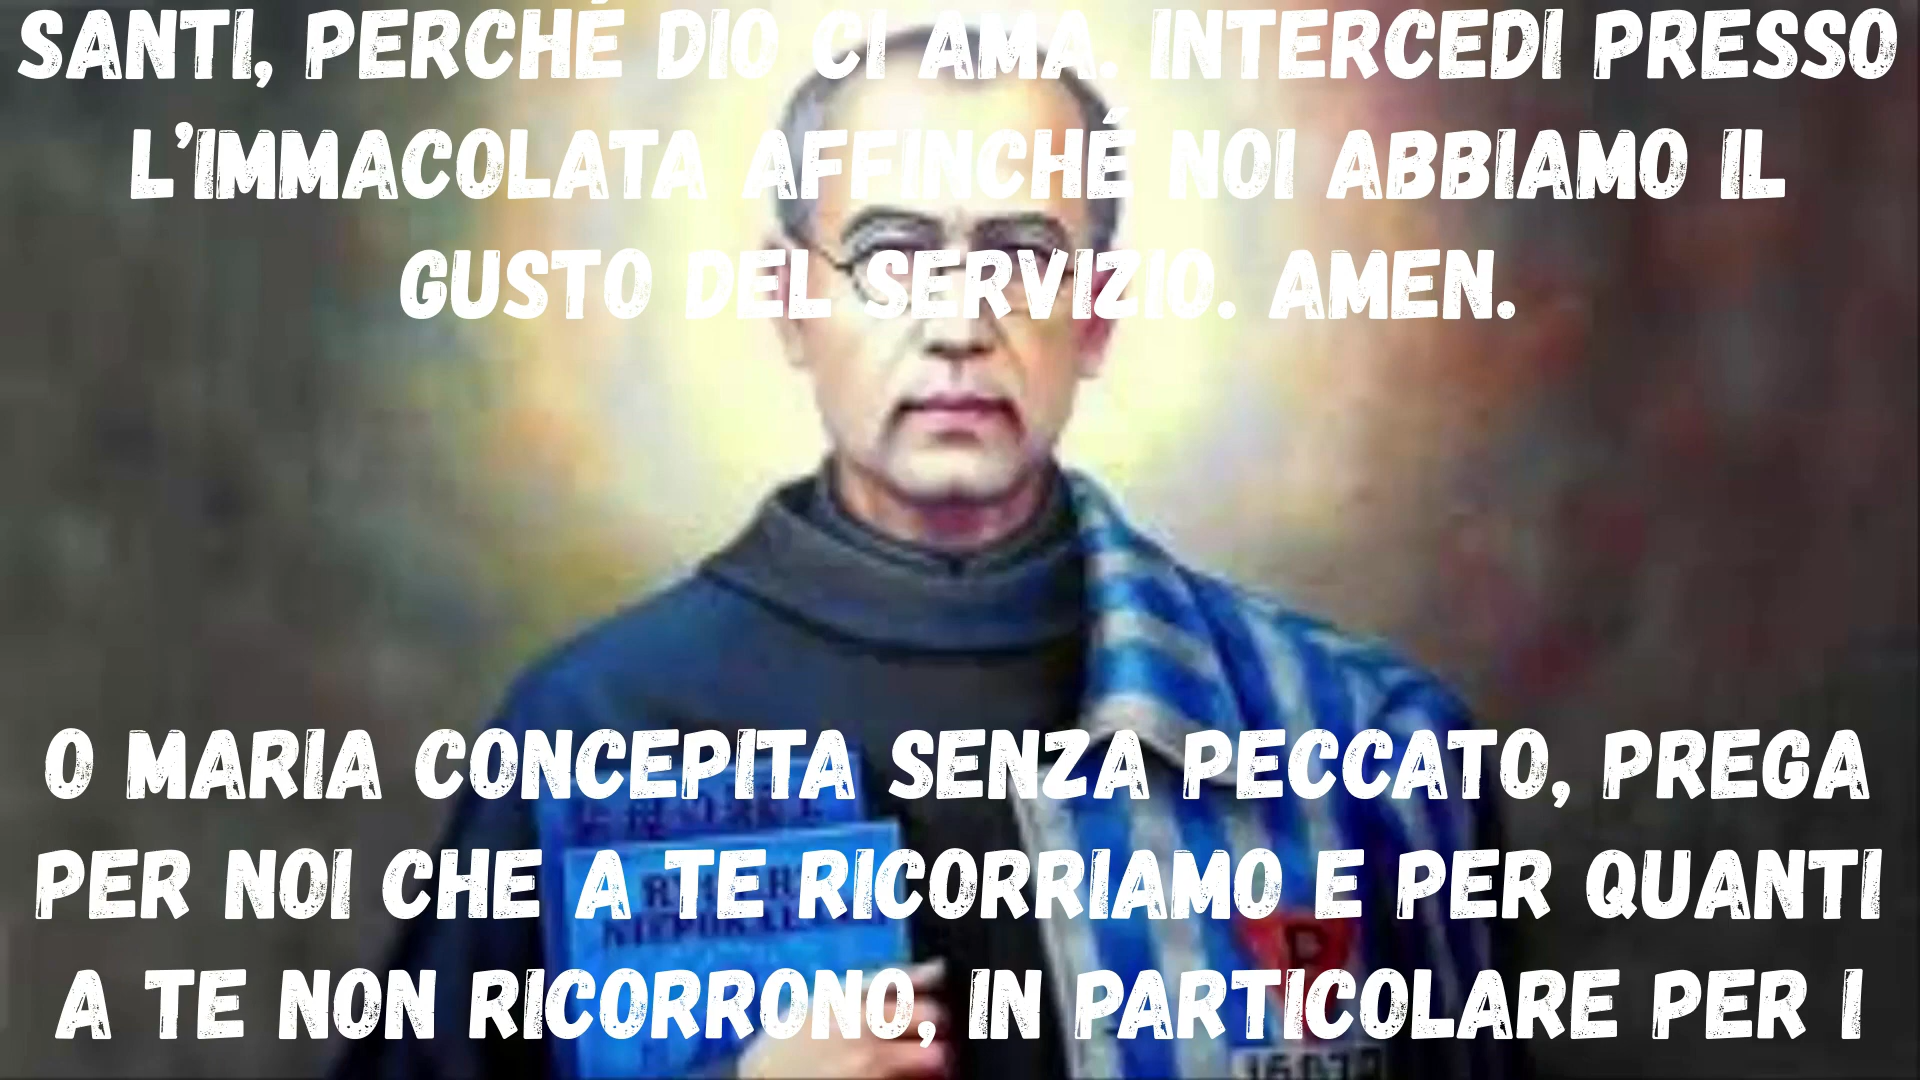 SANTI, PERCHÉ DIO CI AMA. INTERCEDI PRESSO
L'IMMACOLATA AFFINCHÉ NOI ABBIAMO IL
GUSTO DEL SERVIZIO. AMEN.
O MARIA CONCEPITA SENZA PECCATO, PREGA
PER NOI CHE A TE RICORRIAMO E PER QUANTI
A TE NON RICORRONO, IN PARTICOLARE PER I
P